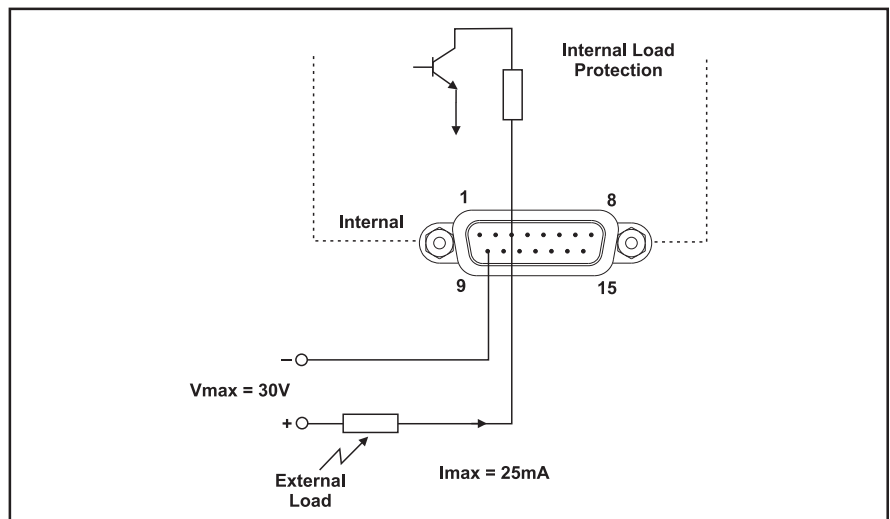 Internal Load
Protection
1
8
Internal
9
15
–
Vmax = 30V
+
External
Load
Imax = 25mA